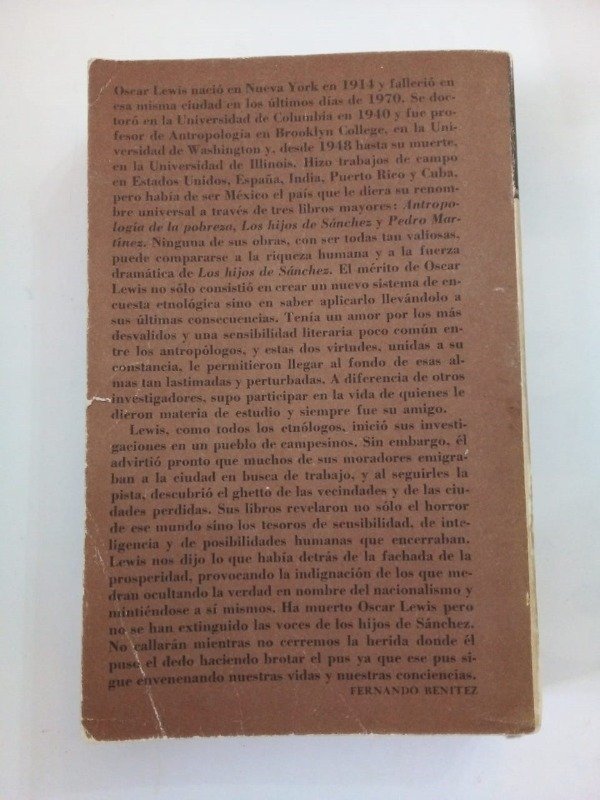 Oscar Lewis nació en Nueva York en 1914 y falleció en
esa misma ciudad en los últimos días de 1970. Se doc-
toró en la Universidad de Columbia en 1940 y fue pro-
fesor de Antropología en Brooklyn College, en la Uni-
versidad de Washington y, desde 1948 hasta su muerte,
en la Universidad de Illinois. Hizo trabajos de campo
en Estados Unidos, España, India, Puerto Rico y Cuba,
pero había de ser México el país que le diera su renom-
bre universal a través de tres libros mayores: Antropo-
logía de la pobreza, Los hijos de Sánchez y Pedro Mar-
tínez. Ninguna de sus obras, con ser todas tan valiosas,
puede compararse a la riqueza humana y a la fuerza
dramática de Los hijos de Sánchez. El mérito de Oscar
Lewis no sólo consistió en crear un nuevo sistema de en-
cuesta etnológica sino en saber aplicarlo llevándolo a
sus últimas consecuencias. Tenía un amor por los más
desvalidos y una sensibilidad literaria poco común en-
tre los antropólogos, y estas dos virtudes, unidas a su
constancia, le permitieron llegar al fondo de esas al-
mas tan lastimadas y perturbadas. A diferencia de otros
investigadores, supo participar en la vida de quienes le
dieron materia de estudio y siempre fue su amigo.
Lewis, como todos los etnólogos, inició sus investi-
gaciones en un pueblo de campesinos. Sin embargo, él
advirtió pronto que muchos de sus moradores emigra-
ban a la ciudad en busca de trabajo, y al seguirles la
pista, descubrió el ghetto de las vecindades y de las ciu-
dades perdidas. Sus libros revelaron no sólo el horror
de ese mundo sino los tesoros de sensibilidad, de inte-
ligencia y de posibilidades humanas que encerraban.
Lewis nos dijo lo que había detrás de la fachada de la
prosperidad, provocando la indignación de los que me-
dran ocultando la verdad en nombre del nacionalismo y
mintiéndose a sí mismos. Ha muerto Oscar Lewis pero
no se han extinguido las voces de los hijos de Sánchez.
No callarán mientras no cerremos la herida donde él
puso el dedo haciendo brotar el pus ya que ese pus si-
gue envenenando nuestras vidas y nuestras conciencias.
FERNANDO BENÍTEZ